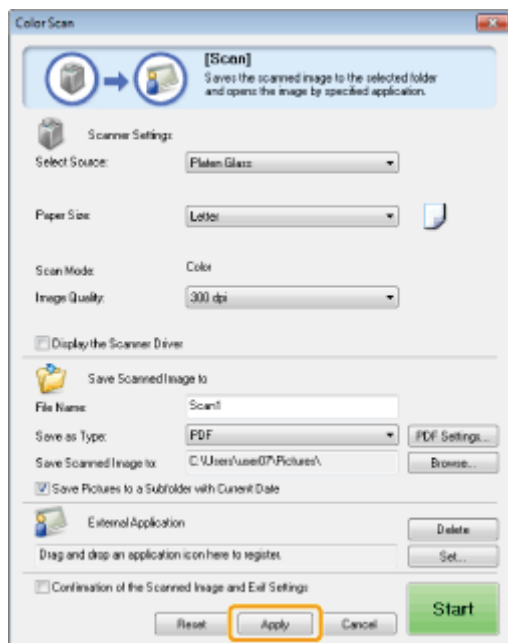 Color Scan
[Scan]
Saves the scanned image to the selected folder
and opens the image by specified application.
Scanner Settings
Select Source: Platen Glass
Paper Size: Letter
Scan Mode: Color
Image Quality: 300 dpi
Display the Scanner Driver
Save Scanned Image to
File Name: Scan1
Save as Type: PDF PDF Settings...
Save Scanned Image to: C:\Users\user07\Pictures\ Browse...
Save Pictures to a Subfolder with Current Date
External Application Delete
Drag and drop an application icon here to register. Set...
Confirmation of the Scanned Image and Exif Settings
Start
Reset Apply Cancel